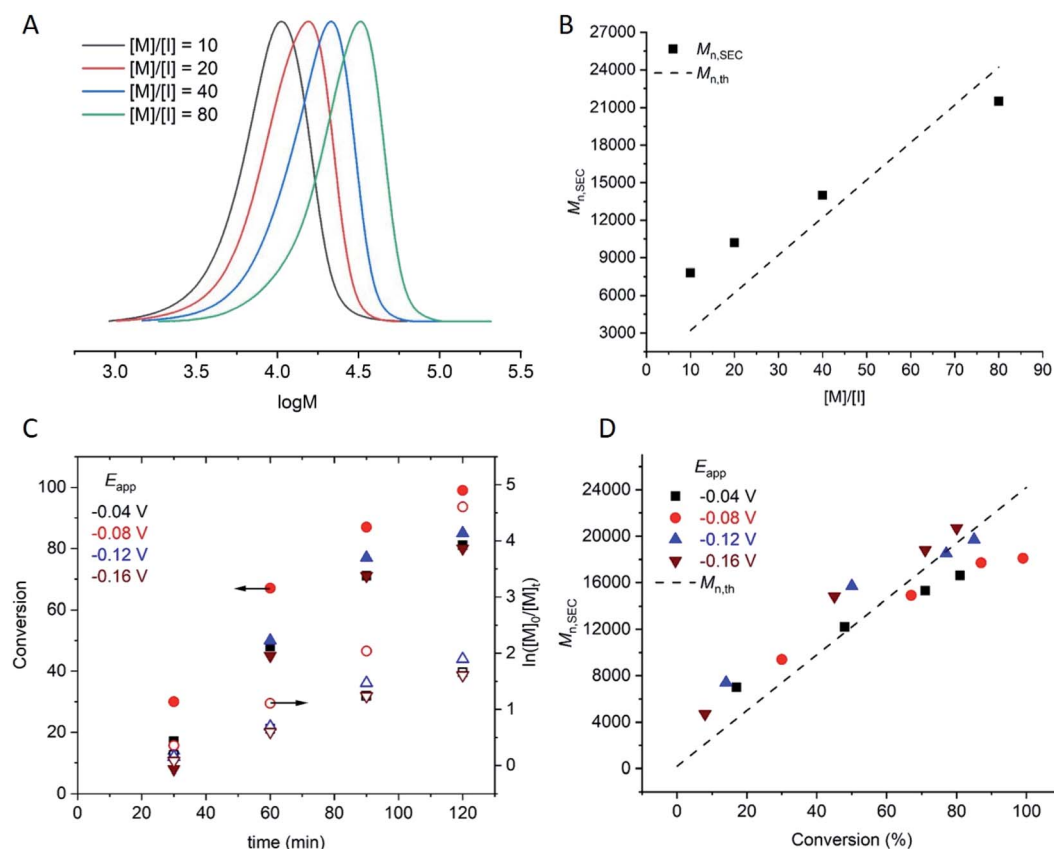 A
[M]/[I] = 10
[M]/[I] = 20
[M]/[I] = 40
[M]/[I] = 80
3.0 3.5 4.0 4.5 5.0 5.5
logM
B
27000
24000
21000
18000
15000
12000
9000
6000
3000
Mn,SEC
Mn,SEC
Mn,th
0 10 20 30 40 50 60 70 80 90
[M]/[I]
C
Eapp
-0.04 V
-0.08 V
-0.12 V
-0.16 V
100
80
60
40
20
0
Conversion
5
4
3
2
1
0
ln([M]0/[M]t)
0 20 40 60 80 100 120
time (min)
D
Eapp
-0.04 V
-0.08 V
-0.12 V
-0.16 V
Mn,th
24000
20000
16000
12000
8000
4000
0
Mn,SEC
0 20 40 60 80 100
Conversion (%)